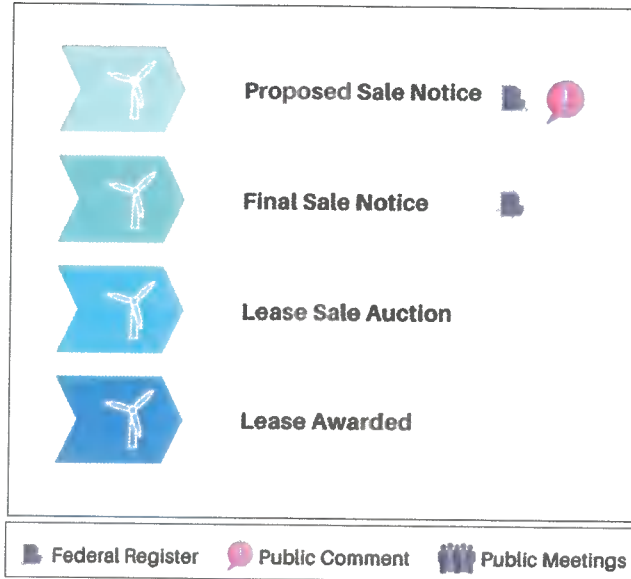 Proposed Sale Notice
Final Sale Notice
Lease Sale Auction
Lease Awarded
Federal Register Public Comment Public Meetings